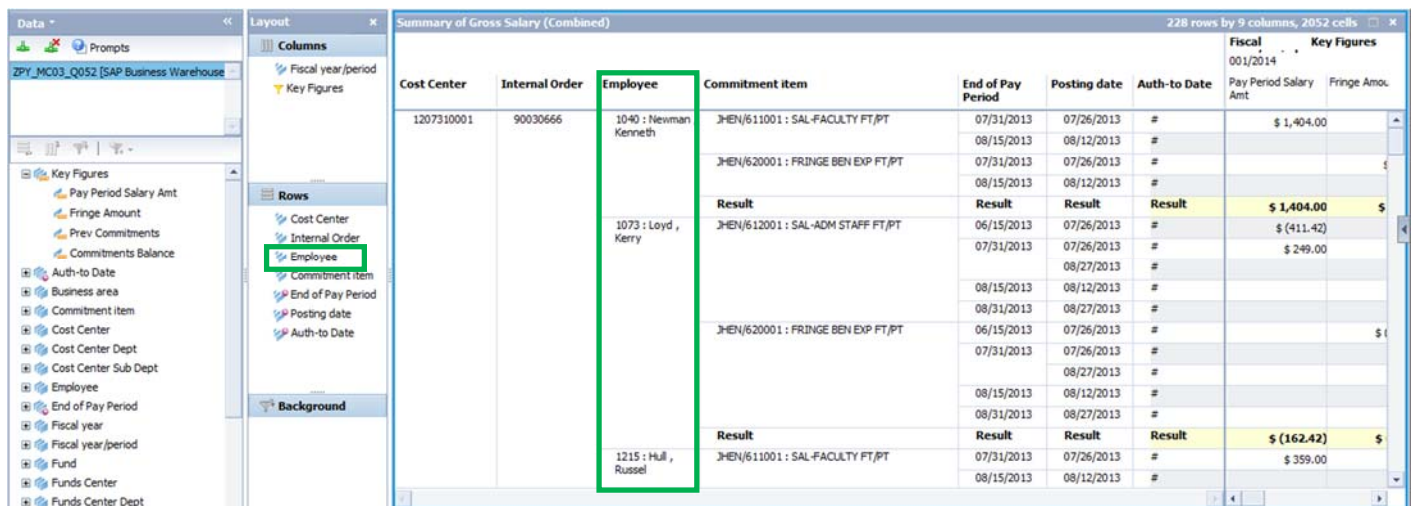 Data
Prompts
ZPY_MC03_Q052 [SAP Business Warehouse
Key Figures
Pay Period Salary Amt
Fringe Amount
Prev Commitments
Commitments Balance
Auth-to Date
Business area
Commitment item
Cost Center
Cost Center Dept
Cost Center Sub Dept
Employee
End of Pay Period
Fiscal year
Fiscal year/period
Fund
Funds Center
Funds Center Dept
Layout
Columns
Fiscal year/period
Key Figures
Rows
Cost Center
Internal Order
Employee
Commitment item
End of Pay Period
Posting date
Auth-to Date
Background
Summary of Gross Salary (Combined) 228 rows by 9 columns, 2052 cells
Fiscal Key Figures
001/2014
Cost Center Internal Order Employee Commitment item End of Pay Posting date Auth-to Date Pay Period Salary Fringe Amou
Period Amt
1207310001 90030666 1040 : Newman JHEN/611001 : SAL-FACULTY FT/PT 07/31/2013 07/26/2013 # $ 1,404.00
Kenneth 08/15/2013 08/12/2013 #
JHEN/620001 : FRINGE BEN EXP FT/PT 07/31/2013 07/26/2013 # $
08/15/2013 08/12/2013 #
Result Result Result Result $ 1,404.00 $
1073 : Loyd , JHEN/612001 : SAL-ADM STAFF FT/PT 06/15/2013 07/26/2013 # $ (411.42)
Kerry 07/31/2013 07/26/2013 # $ 249.00
08/27/2013 #
08/15/2013 08/12/2013 #
08/31/2013 08/27/2013 #
JHEN/620001 : FRINGE BEN EXP FT/PT 06/15/2013 07/26/2013 # $ (
07/31/2013 07/26/2013 #
08/27/2013 #
08/15/2013 08/12/2013 #
08/31/2013 08/27/2013 #
Result Result Result Result $ (162.42) $
1215 : Hull , JHEN/611001 : SAL-FACULTY FT/PT 07/31/2013 07/26/2013 # $ 359.00
Russel 08/15/2013 08/12/2013 #